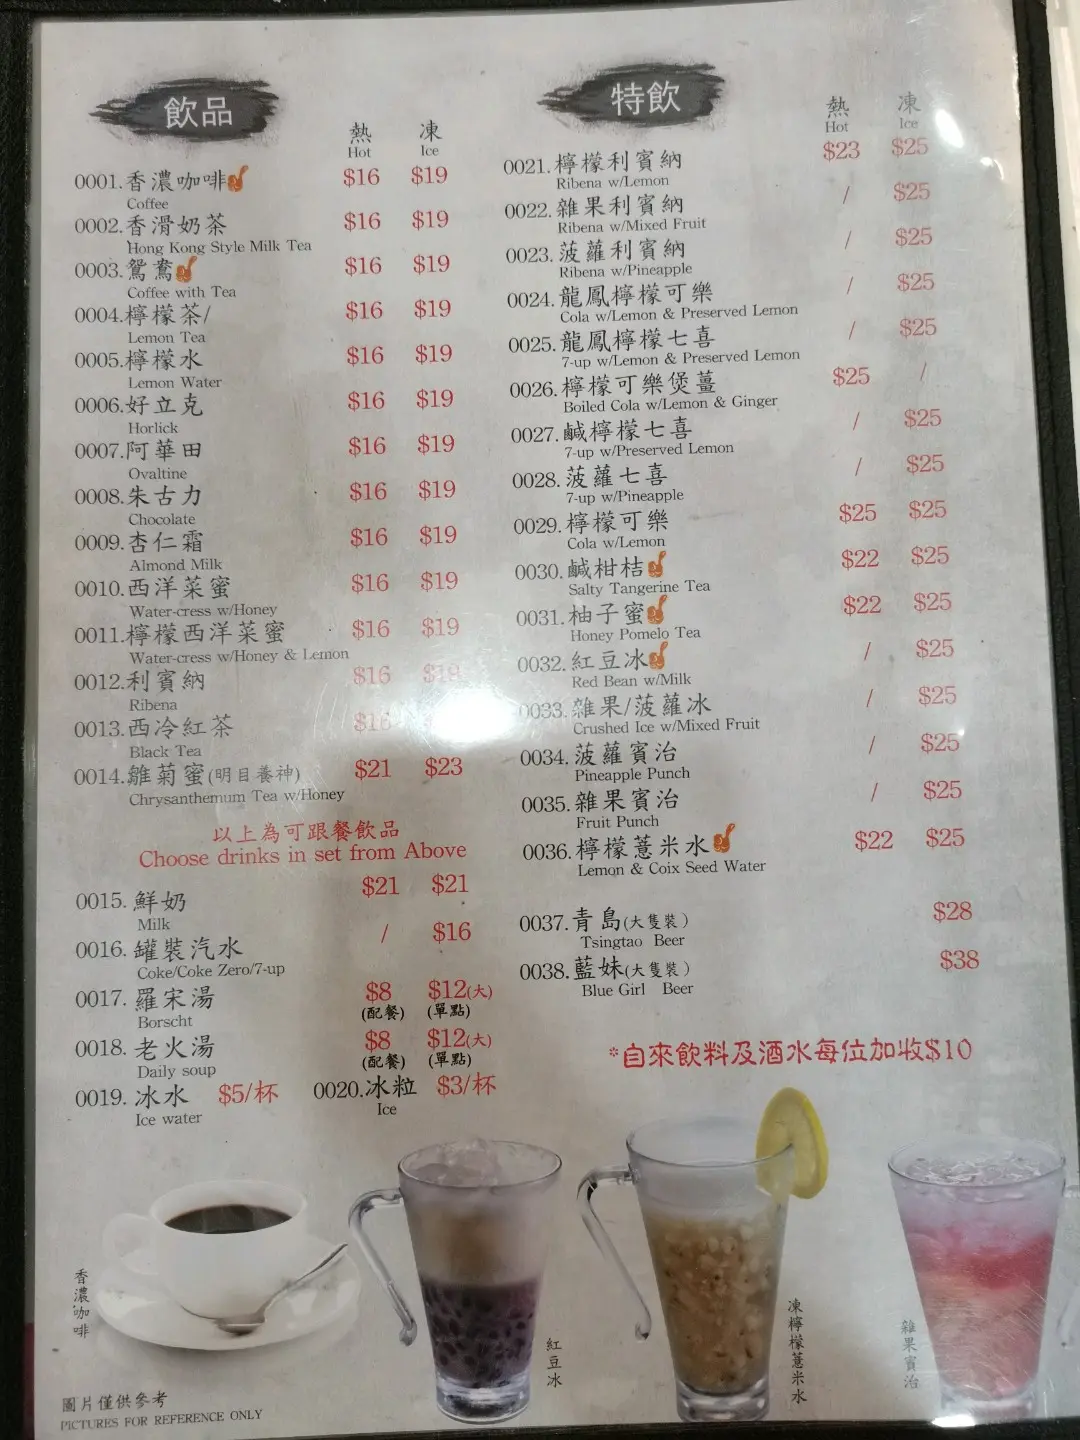 飲品
熱 凍
Hot Ice
0001.香濃咖啡 $16 $19
Coffee
0002.香滑奶茶 $16 $19
Hong Kong Style Milk Tea
0003.鴛鴦 $16 $19
Coffee with Tea
0004.檸檬茶/ $16 $19
Lemon Tea
0005.檸檬水 $16 $19
Lemon Water
0006.好立克 $16 $19
Horlick
0007.阿華田 $16 $19
Ovaltine
0008.朱古力 $16 $19
Chocolate
0009.杏仁霜 $16 $19
Almond Milk
0010.西洋菜蜜 $16 $19
Water-cress w/Honey
0011.檸檬西洋菜蜜 $16 $19
Water-cress w/Honey & Lemon
0012.利賓納 $16 $19
Ribena
0013.西冷紅茶 $16
Black Tea
0014.雛菊蜜(明目養神) $21 $23
Chrysanthemum Tea w/Honey
以上為可跟餐飲品
Choose drinks in set from Above
0015.鮮奶 $21 $21
Milk
0016.罐裝汽水 / $16
Coke/Coke Zero/7-up
0017.羅宋湯 $8 $12(大)
Borscht (配餐) (單點)
0018.老火湯 $8 $12(大)
Daily soup (配餐) (單點)
0019.冰水 $5/杯 0020.冰粒 $3/杯
Ice water Ice
特飲
熱 凍
Hot Ice
0021.檸檬利賓納 $23 $25
Ribena w/Lemon
0022.雜果利賓納 / $25
Ribena w/Mixed Fruit
0023.菠蘿利賓納 / $25
Ribena w/Pineapple
0024.龍鳳檸檬可樂 / $25
Cola w/Lemon & Preserved Lemon
0025.龍鳳檸檬七喜 / $25
7-up w/Lemon & Preserved Lemon
0026.檸檬可樂煲薑 $25 /
Boiled Cola w/Lemon & Ginger
0027.鹹檸檬七喜 / $25
7-up w/Preserved Lemon
0028.菠蘿七喜 / $25
7-up w/Pineapple
0029.檸檬可樂 $25 $25
Cola w/Lemon
0030.鹹柑桔 $22 $25
Salty Tangerine Tea
0031.柚子蜜 $22 $25
Honey Pomelo Tea
0032.紅豆冰 / $25
Red Bean w/Milk
0033.雜果/菠蘿冰 / $25
Crushed Ice w/Mixed Fruit
0034.菠蘿賓治 / $25
Pineapple Punch
0035.雜果賓治 / $25
Fruit Punch
0036.檸檬薏米水 $22 $25
Lemon & Coix Seed Water
0037.青島(大隻裝) $28
Tsingtao Beer
0038.藍妹(大隻裝) $38
Blue Girl Beer
*自來飲料及酒水每位加收$10
香濃咖啡
紅豆冰
凍檸檬薏米水
雜果賓治
圖片僅供參考
PICTURES FOR REFERENCE ONLY